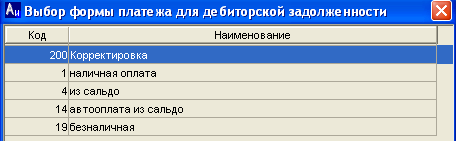 Аи Выбор формы платежа для дебиторской задолженности
Код Наименование
200 Корректировка
1 наличная оплата
4 из сальдо
14 автооплата из сальдо
19 безналичная